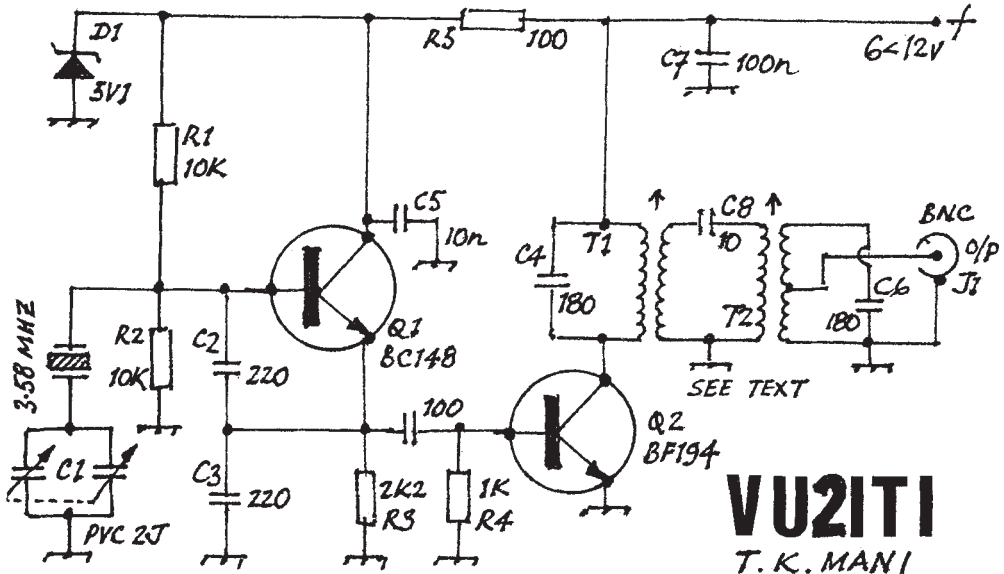 D1
5V1
R1
10K
R5
100
C7
100n
6<12V
+
C5
10n
C4
180
T1
C8
10
T2
BNC
O/P
J1
C6
180
SEE TEXT
3.58 MHZ
R2
10K
C2
220
Q1
BC148
100
Q2
BF194
C1
PVC 2J
C3
220
2K2
R3
1K
R4
VU2ITI
T. K. MANI